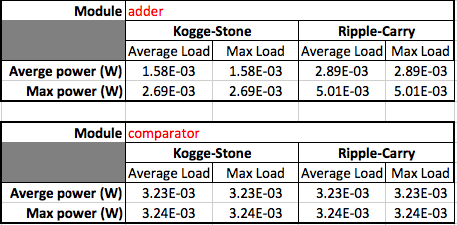 Module adder
Kogge-Stone Ripple-Carry
Average Load Max Load Average Load Max Load
Averge power (W) 1.58E-03 1.58E-03 2.89E-03 2.89E-03
Max power (W) 2.69E-03 2.69E-03 5.01E-03 5.01E-03
Module comparator
Kogge-Stone Ripple-Carry
Average Load Max Load Average Load Max Load
Averge power (W) 3.23E-03 3.23E-03 3.23E-03 3.23E-03
Max power (W) 3.24E-03 3.24E-03 3.24E-03 3.24E-03